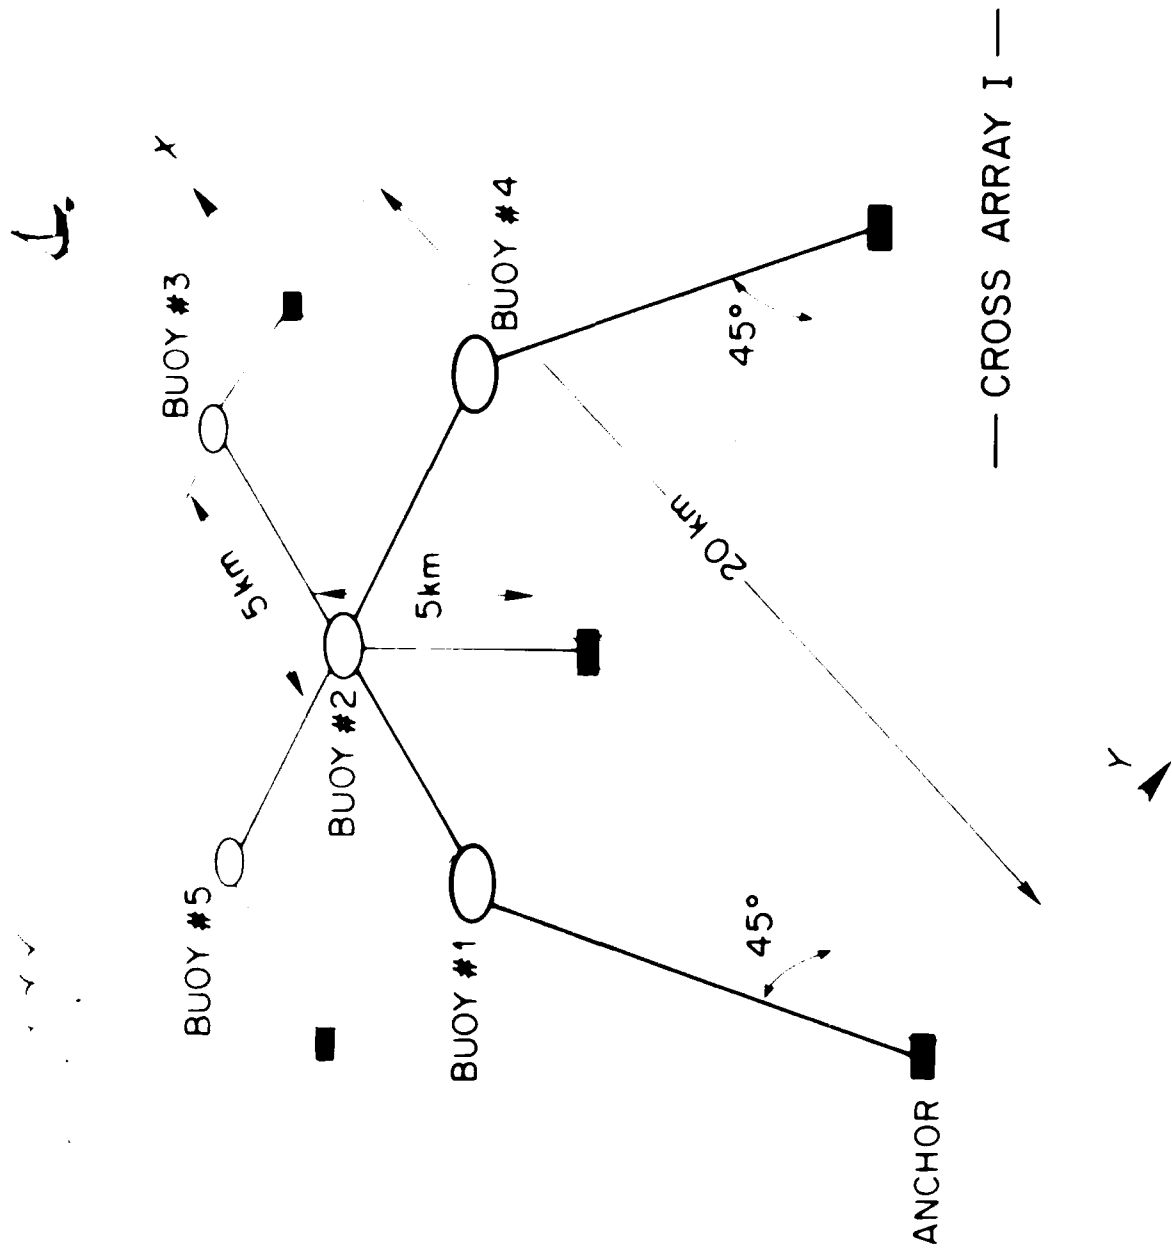 X
BUOY #3
BUOY #4
5km
5km
BUOY #2
BUOY #5
BUOY #1
45°
45°
20 km
Y
ANCHOR
— CROSS ARRAY I —